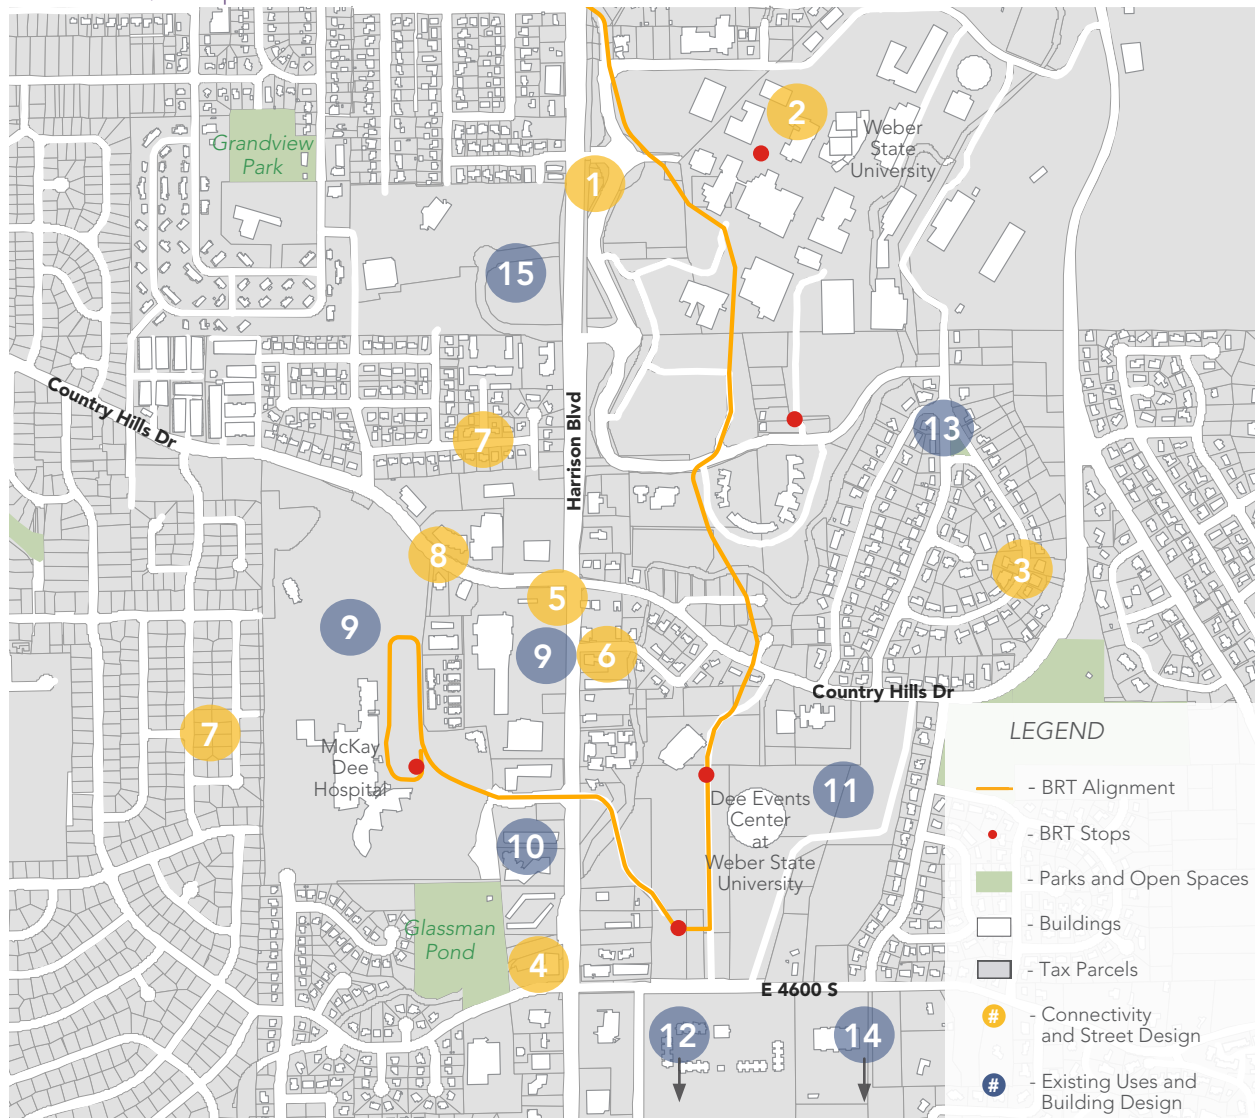 2
Weber
State
University
Grandview
Park
1
15
Country Hills Dr
Harrison Blvd
7
13
8
3
5
9
9
6
Country Hills Dr
7
McKay
Dee
Hospital
LEGEND
- BRT Alignment
- BRT Stops
- Parks and Open Spaces
- Buildings
- Tax Parcels
# - Connectivity
and Street Design
# - Existing Uses and
Building Design
Dee Events
Center
at
Weber State
University
11
10
Glassman
Pond
4
E 4600 S
12
14